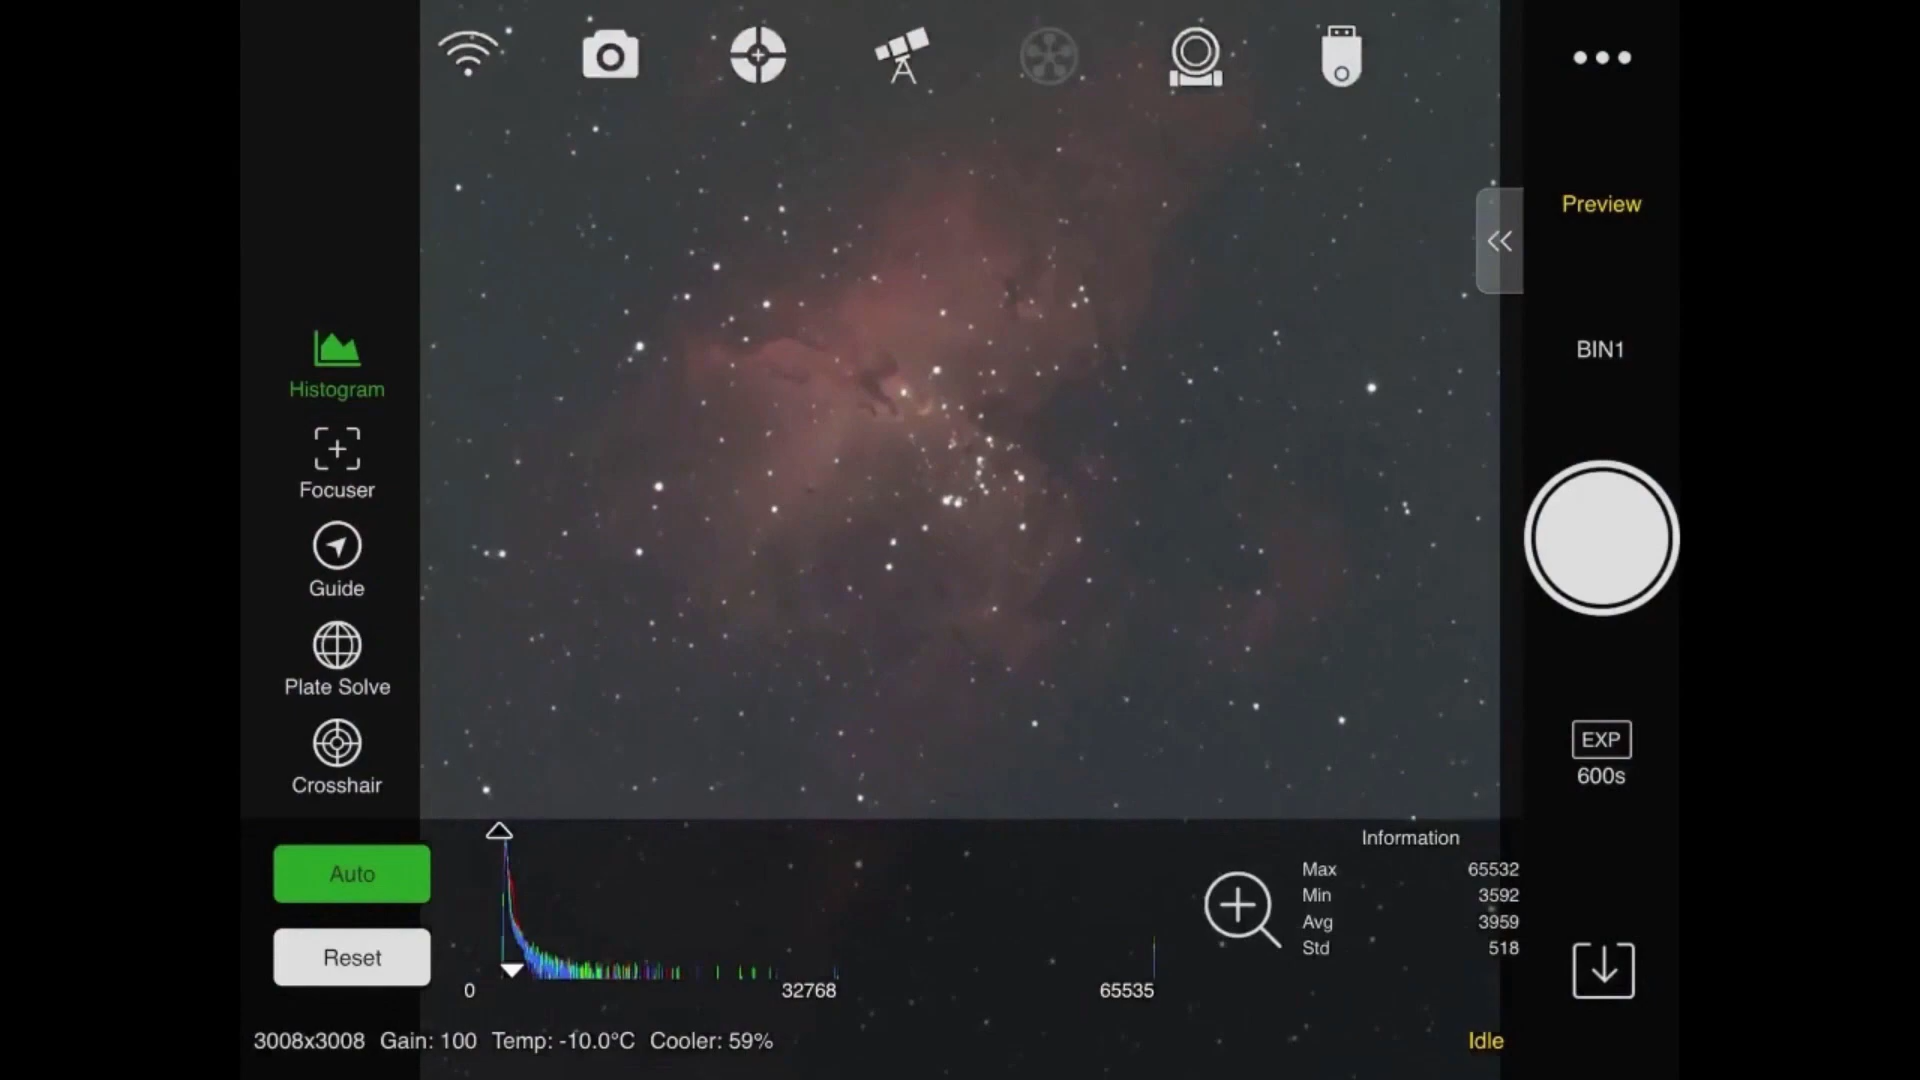 Preview
BIN1
Histogram
Focuser
Guide
Plate Solve
Crosshair
EXP
600s
Auto
Reset
0
32768
65535
Information
Max 65532
Min 3592
Avg 3959
Std 518
3008x3008 Gain: 100 Temp: -10.0°C Cooler: 59%
Idle